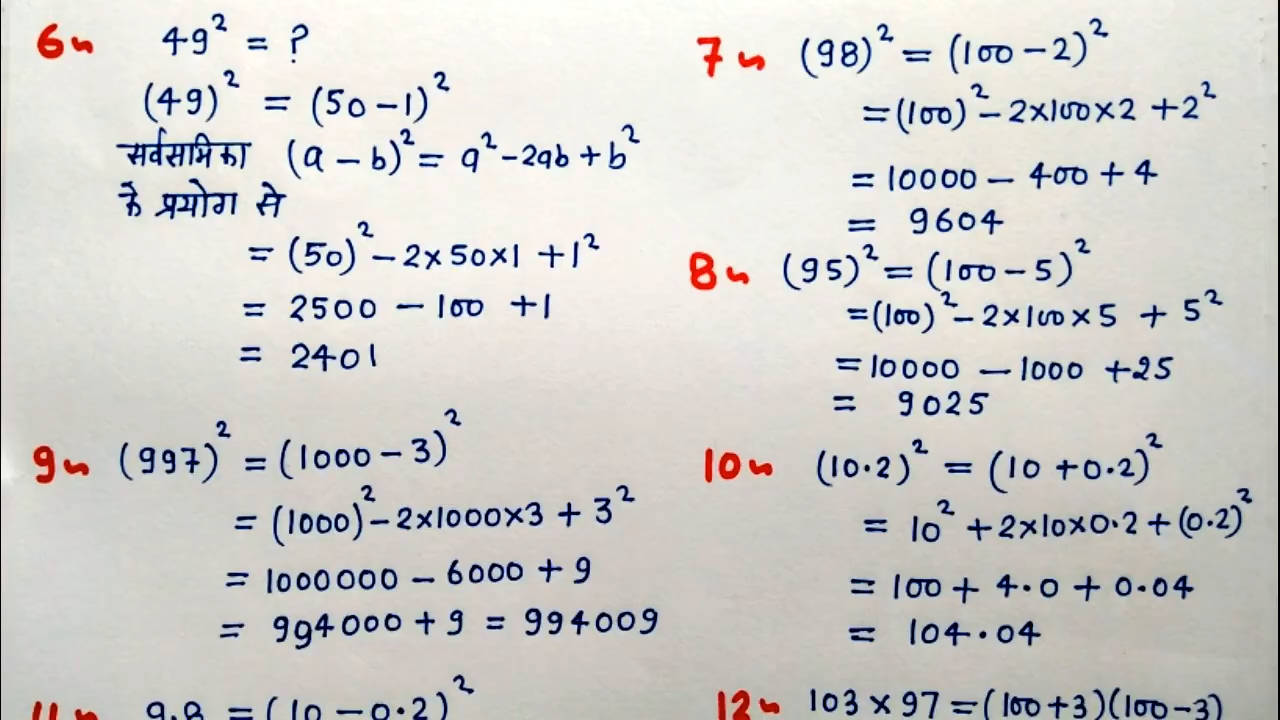 6~ 49² = ?
(49)² = (50 - 1)²
सर्वसमिका (a - b)² = a² - 2ab + b²
के प्रयोग से
= (50)² - 2×50×1 + 1²
= 2500 - 100 + 1
= 2401
7~ (98)² = (100 - 2)²
= (100)² - 2×100×2 + 2²
= 10000 - 400 + 4
= 9604
8~ (95)² = (100 - 5)²
= (100)² - 2×100×5 + 5²
= 10000 - 1000 + 25
= 9025
9~ (997)² = (1000 - 3)²
= (1000)² - 2×1000×3 + 3²
= 1000000 - 6000 + 9
= 994000 + 9 = 994009
10~ (10.2)² = (10 + 0.2)²
= 10² + 2×10×0.2 + (0.2)²
= 100 + 4.0 + 0.04
= 104.04
11~ 9.8 = (10 - 0.2)²
12~ 103 × 97 = (100+3)(100-3)